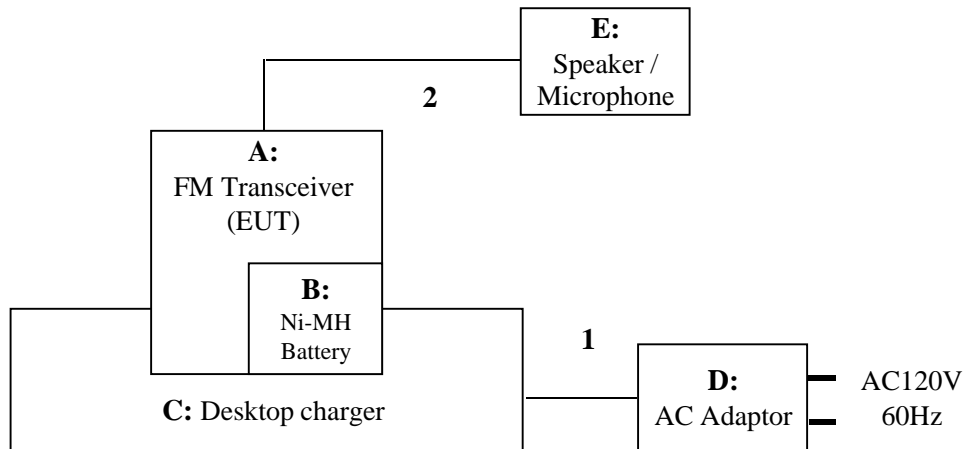 E:
Speaker /
Microphone
2
A:
FM Transceiver
(EUT)
B:
Ni-MH
Battery
1
C: Desktop charger
D:
AC Adaptor
AC120V
60Hz